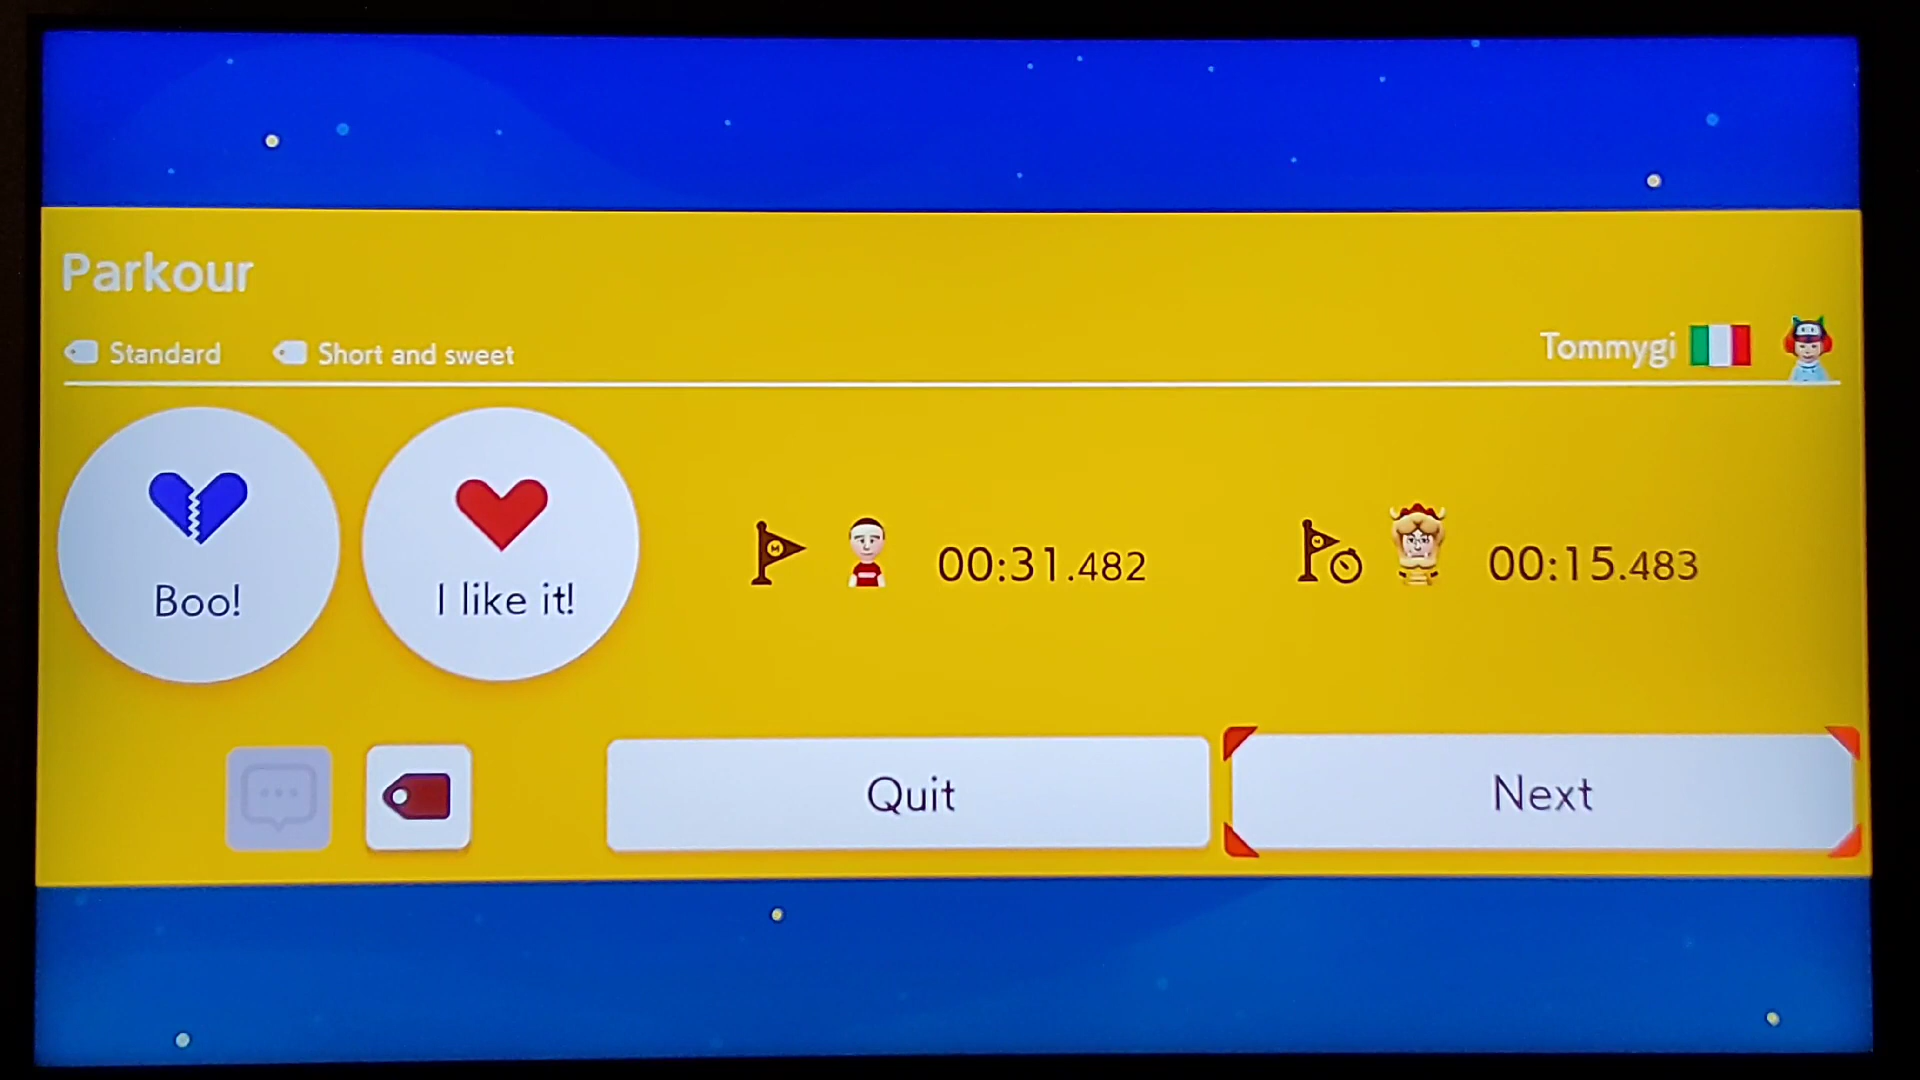 Parkour
Standard Short and sweet
Tommygi
Boo!
I like it!
00:31.482
00:15.483
Quit
Next